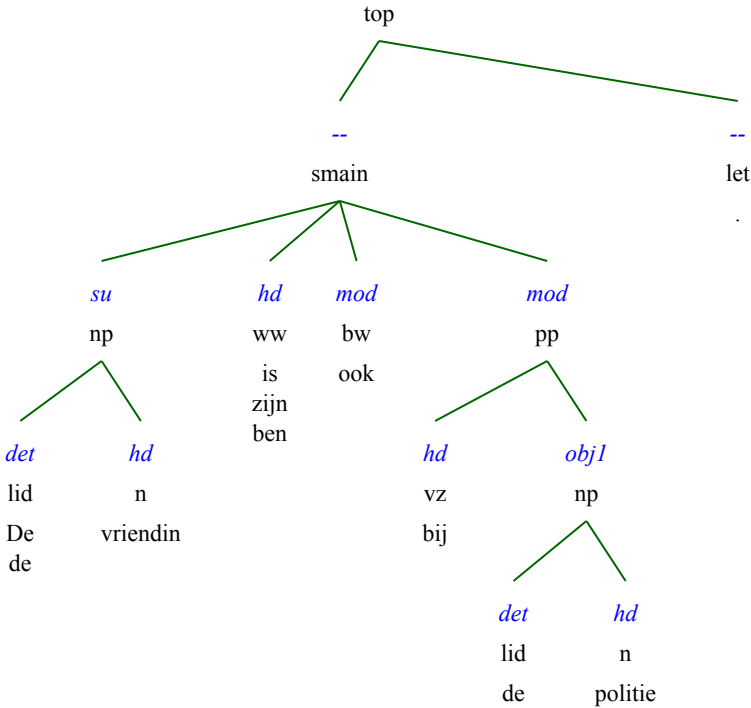 top
-- --
smain let
.
su hd mod mod
np ww bw pp
is ook
zijn
ben
det hd hd obj1
lid n vz np
De vriendin bij
de
det hd
lid n
de politie